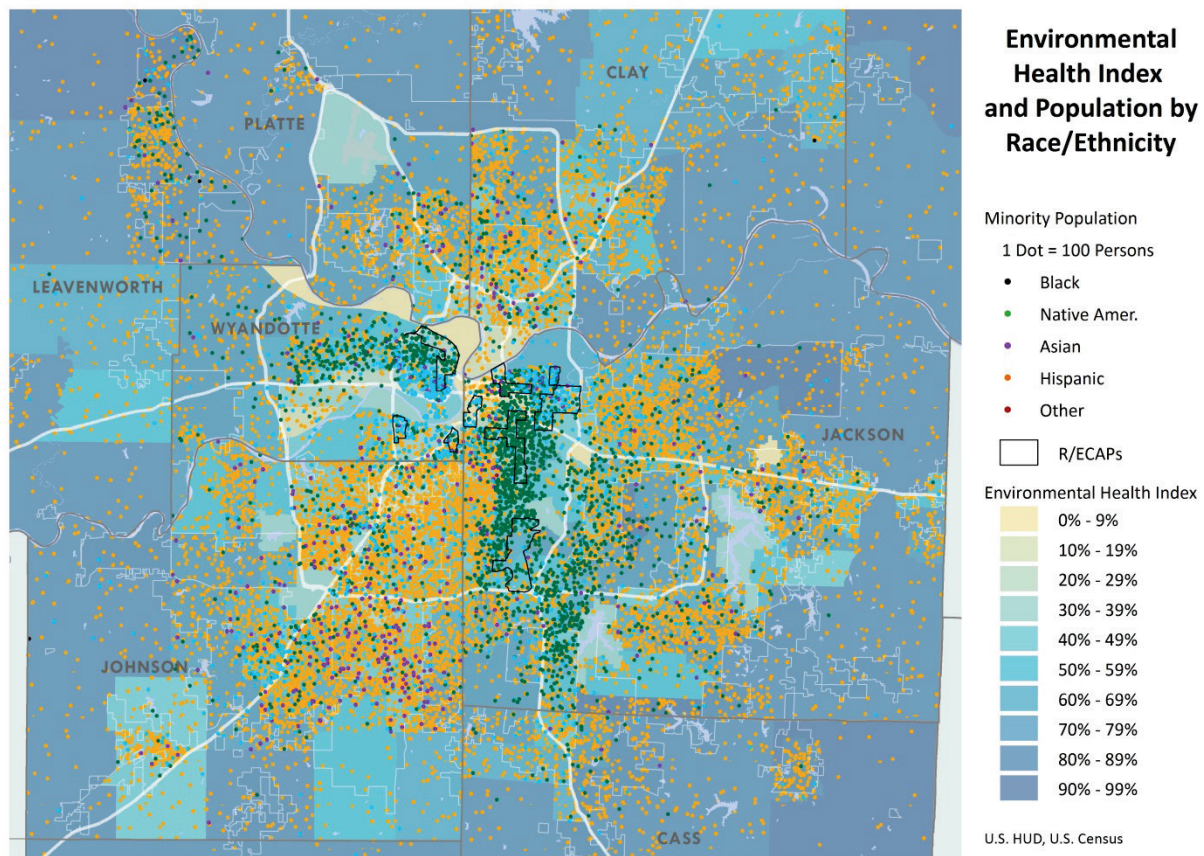 Environmental
Health Index
and Population by
Race/Ethnicity
CLAY
PLATTE
LEAVENWORTH
WYANDOTTE
JACKSON
JOHNSON
CASS
Minority Population
1 Dot = 100 Persons
Black
Native Amer.
Asian
Hispanic
Other
R/ECAPs
Environmental Health Index
0% - 9%
10% - 19%
20% - 29%
30% - 39%
40% - 49%
50% - 59%
60% - 69%
70% - 79%
80% - 89%
90% - 99%
U.S. HUD, U.S. Census